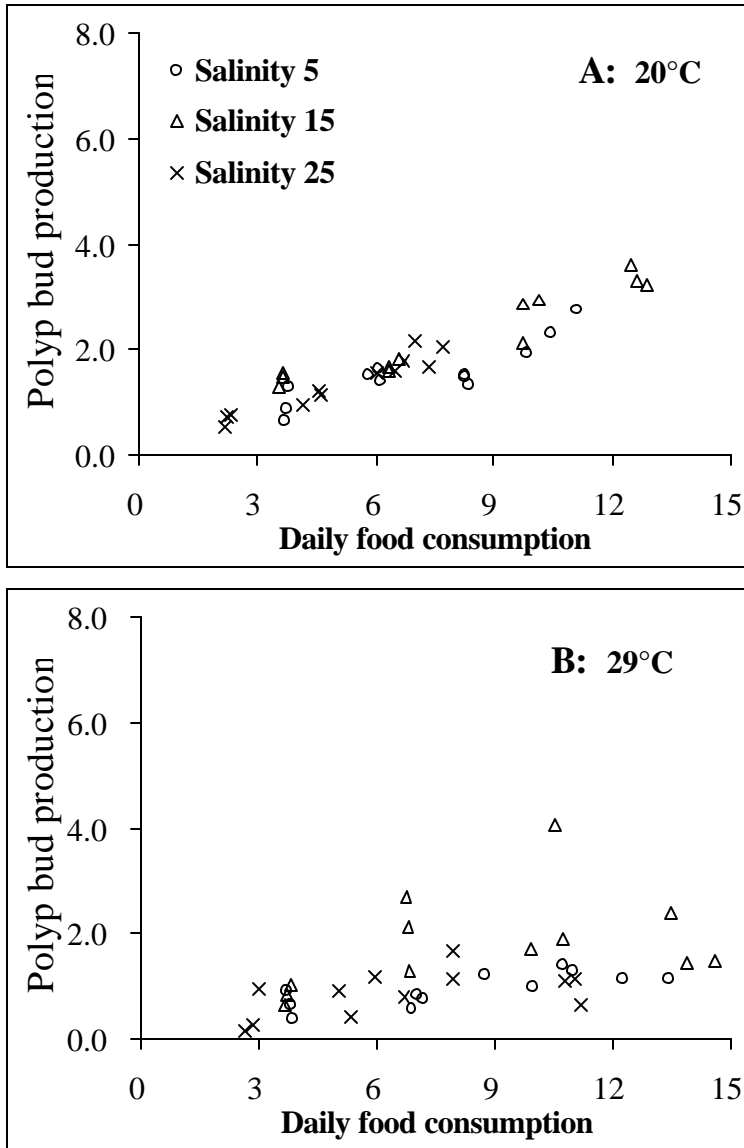 8.0
Salinity 5
A: 20°C
6.0
Salinity 15
Salinity 25
4.0
2.0
0.0
Polyp bud production
0 3 6 9 12 15
Daily food consumption
8.0
B: 29°C
6.0
4.0
2.0
0.0
Polyp bud production
0 3 6 9 12 15
Daily food consumption